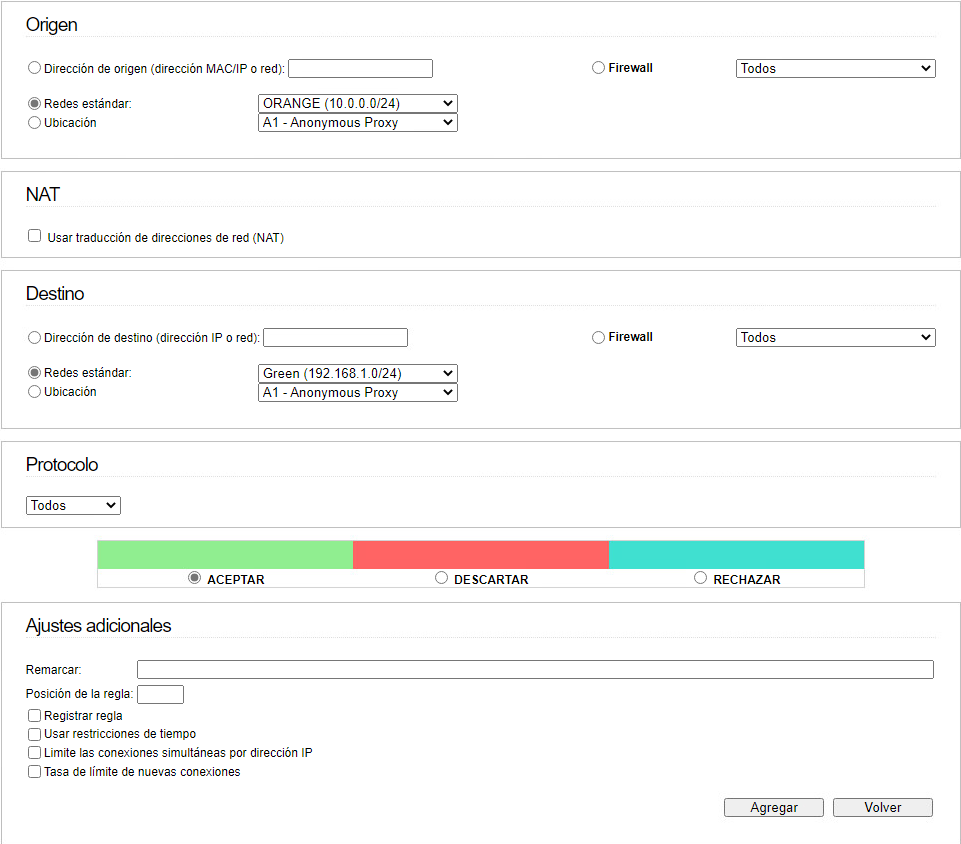 Origen
Dirección de origen (dirección MAC/IP o red): Firewall Todos
Redes estándar: ORANGE (10.0.0.0/24)
Ubicación A1 - Anonymous Proxy
NAT
Usar traducción de direcciones de red (NAT)
Destino
Dirección de destino (dirección IP o red): Firewall Todos
Redes estándar: Green (192.168.1.0/24)
Ubicación A1 - Anonymous Proxy
Protocolo
Todos
ACEPTAR DESCARTAR RECHAZAR
Ajustes adicionales
Remarcar:
Posición de la regla:
Registrar regla
Usar restricciones de tiempo
Limite las conexiones simultáneas por dirección IP
Tasa de límite de nuevas conexiones
Agregar Volver